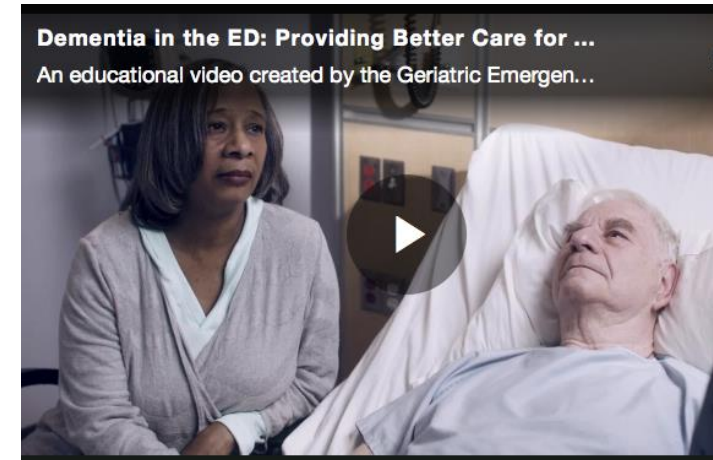 Dementia in the ED: Providing Better Care for ...
An educational video created by the Geriatric Emergen...